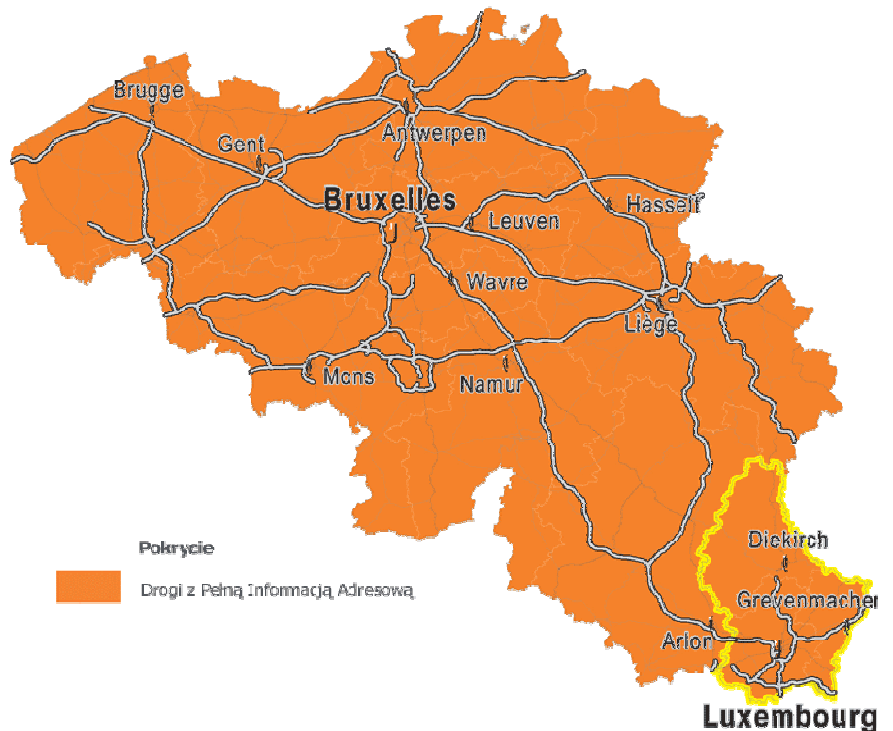 Brugge
Gent
Antwerpen
Bruxelles
Leuven
Hasselt
Wavre
Liège
Mons
Namur
Pokrycie
Drogi z Pełną Informacją Adresową
Diekirch
Grevenmacher
Arlon
Luxembourg